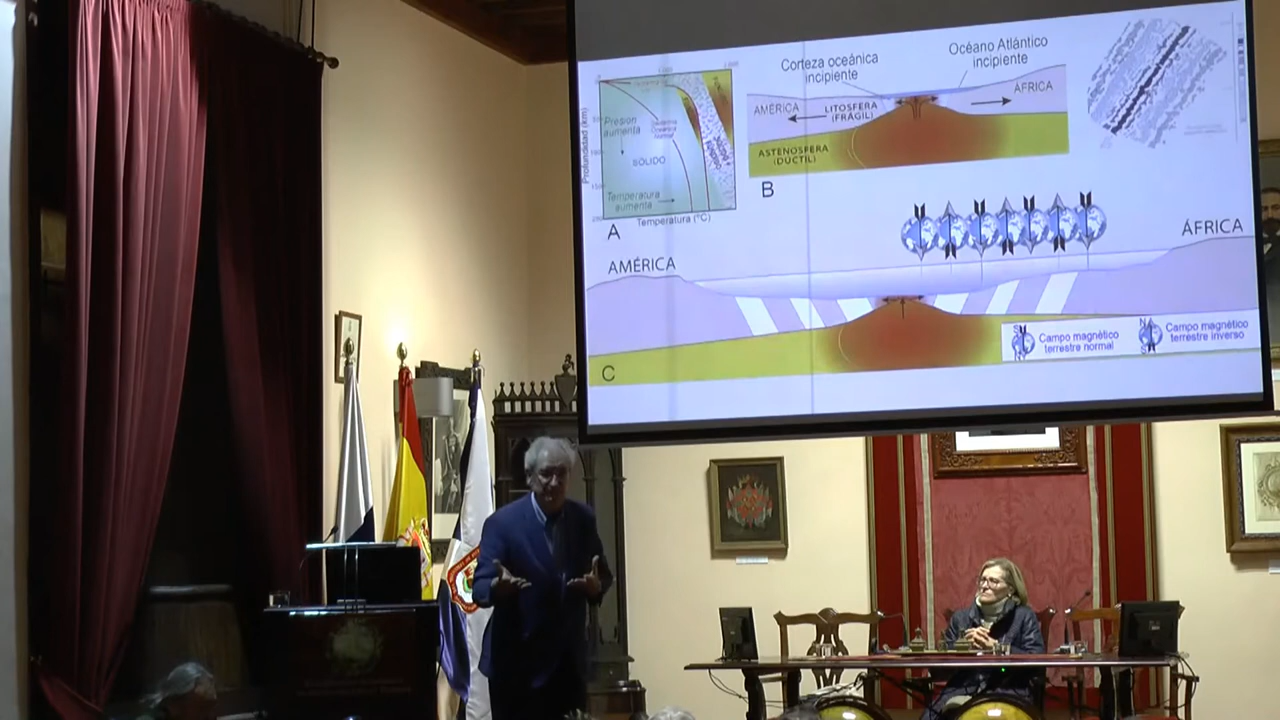 Corteza oceánica
incipiente
Océano Atlántico
incipiente
AMÉRICA
LITOSFERA
(FRÁGIL)
ÁFRICA
ASTENOSFERA
(DÚCTIL)
B
Profundidad (km)
Presión
aumenta
SÓLIDO
Temperatura
aumenta
Temperatura (ºC)
A
AMÉRICA
ÁFRICA
Campo magnético
terrestre normal
Campo magnético
terrestre inverso
C